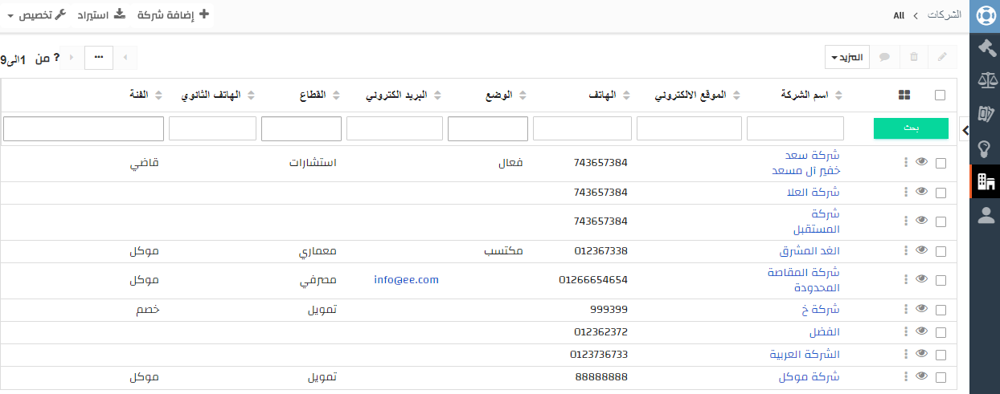 الشركات > All
إضافة شركة استيراد تخصيص
المزيد ... ? من 1الى9
اسم الشركة الموقع الالكتروني الهاتف الوضع البريد الكتروني القطاع الهاتف الثانوي الفئة
بحث
شركة سعد خفير آل مسعد 743657384 فعال استشارات قاضي
شركة العلا 743657384
شركة المستقبل 743657384
الغد المشرق 012367338 مكتسب معماري موكل
شركة المقاصة المحدودة 01266654654 info@ee.com مصرفي موكل
شركة خ 999399 تمويل خصم
الفضل 012362372
الشركة العربية 0123736733
شركة موكل 88888888 تمويل موكل